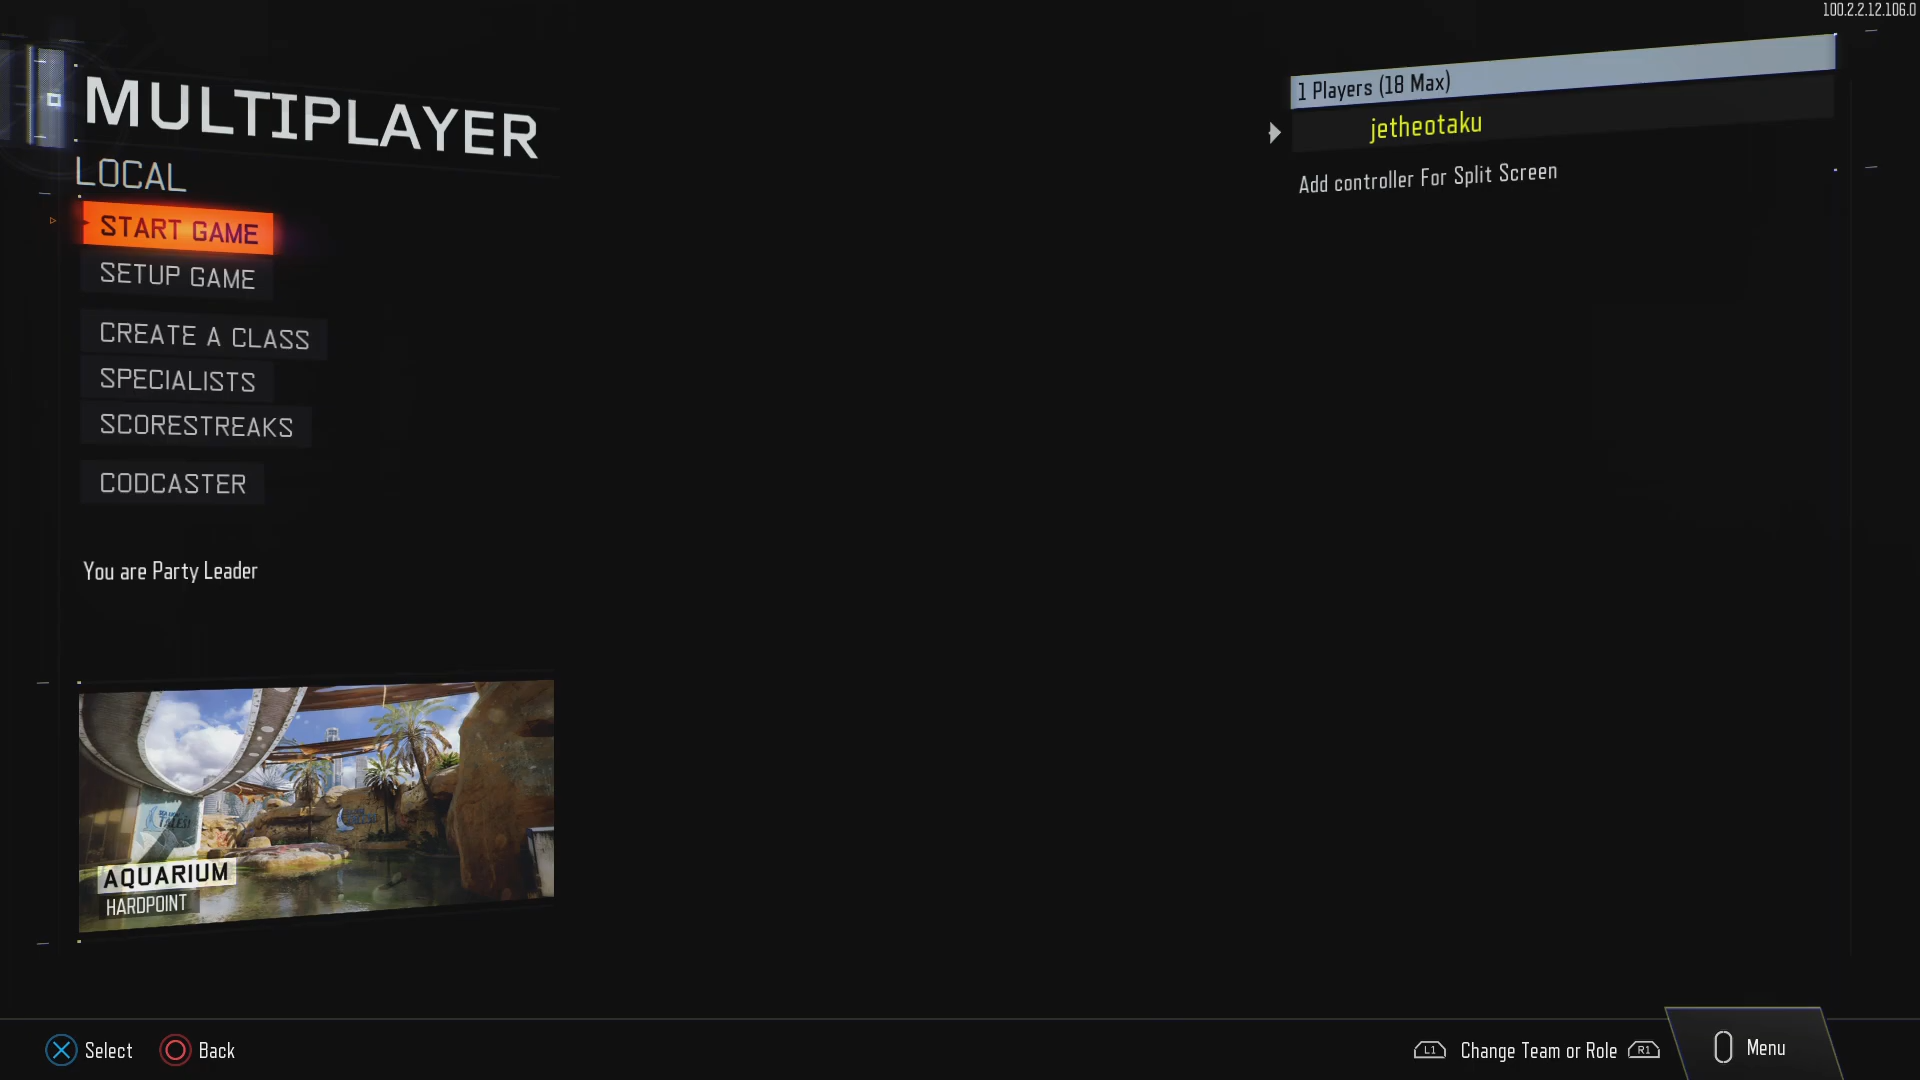 100.2.2.12.106.0
MULTIPLAYER
LOCAL
START GAME
SETUP GAME
CREATE A CLASS
SPECIALISTS
SCORESTREAKS
CODCASTER
You are Party Leader
1 Players (18 Max)
jetheotaku
Add controller For Split Screen
TALES!
AQUARIUM
HARDPOINT
Select
Back
L1 Change Team or Role R1
Menu